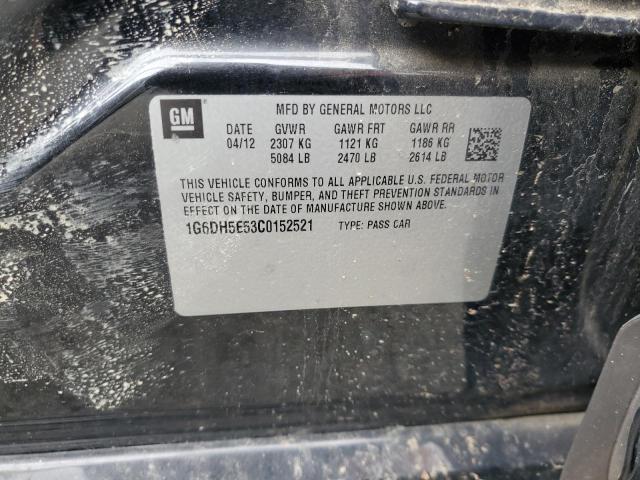 GM
MFD BY GENERAL MOTORS LLC
DATE GVWR GAWR FRT GAWR RR
04/12 2307 KG 1121 KG 1186 KG
5084 LB 2470 LB 2614 LB
THIS VEHICLE CONFORMS TO ALL APPLICABLE U.S. FEDERAL MOTOR
VEHICLE SAFETY, BUMPER, AND THEFT PREVENTION STANDARDS IN
EFFECT ON THE DATE OF MANUFACTURE SHOWN ABOVE.
1G6DH5E53C0152521 TYPE: PASS CAR